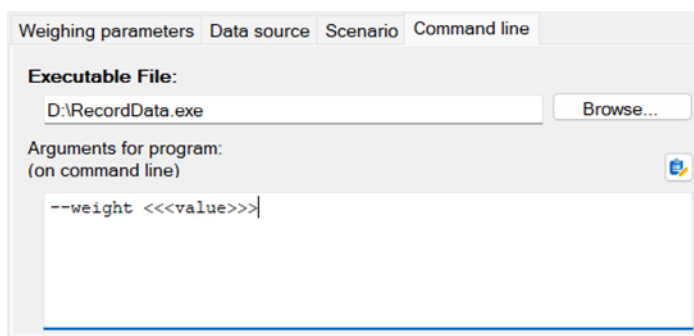 Weighing parameters Data source Scenario Command line
Executable File:
D:\RecordData.exe Browse...
Arguments for program:
(on command line)
--weight <<<value>>>